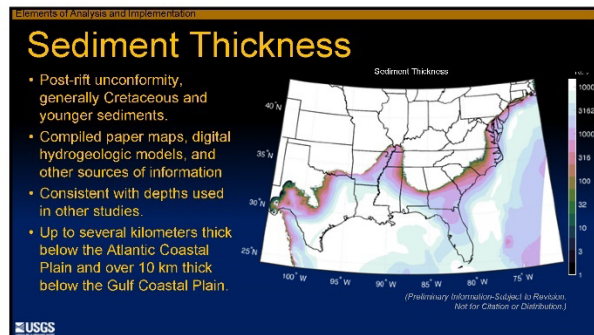 Elements of Analysis and Implementation
Sediment Thickness
• Post-rift unconformity,
generally Cretaceous and
younger sediments.
• Compiled paper maps, digital
hydrogeologic models, and
other sources of information
• Consistent with depths used
in other studies.
• Up to several kilometers thick
below the Atlantic Coastal
Plain and over 10 km thick
below the Gulf Coastal Plain.
Sediment Thickness
40°N
35°N
30°N
25°N
100°W 95°W 90°W 85°W 80°W 75°W
1000
3162
1000
316
100
32
10
3
1
(Preliminary Information-Subject to Revision.
Not for Citation or Distribution.)
USGS